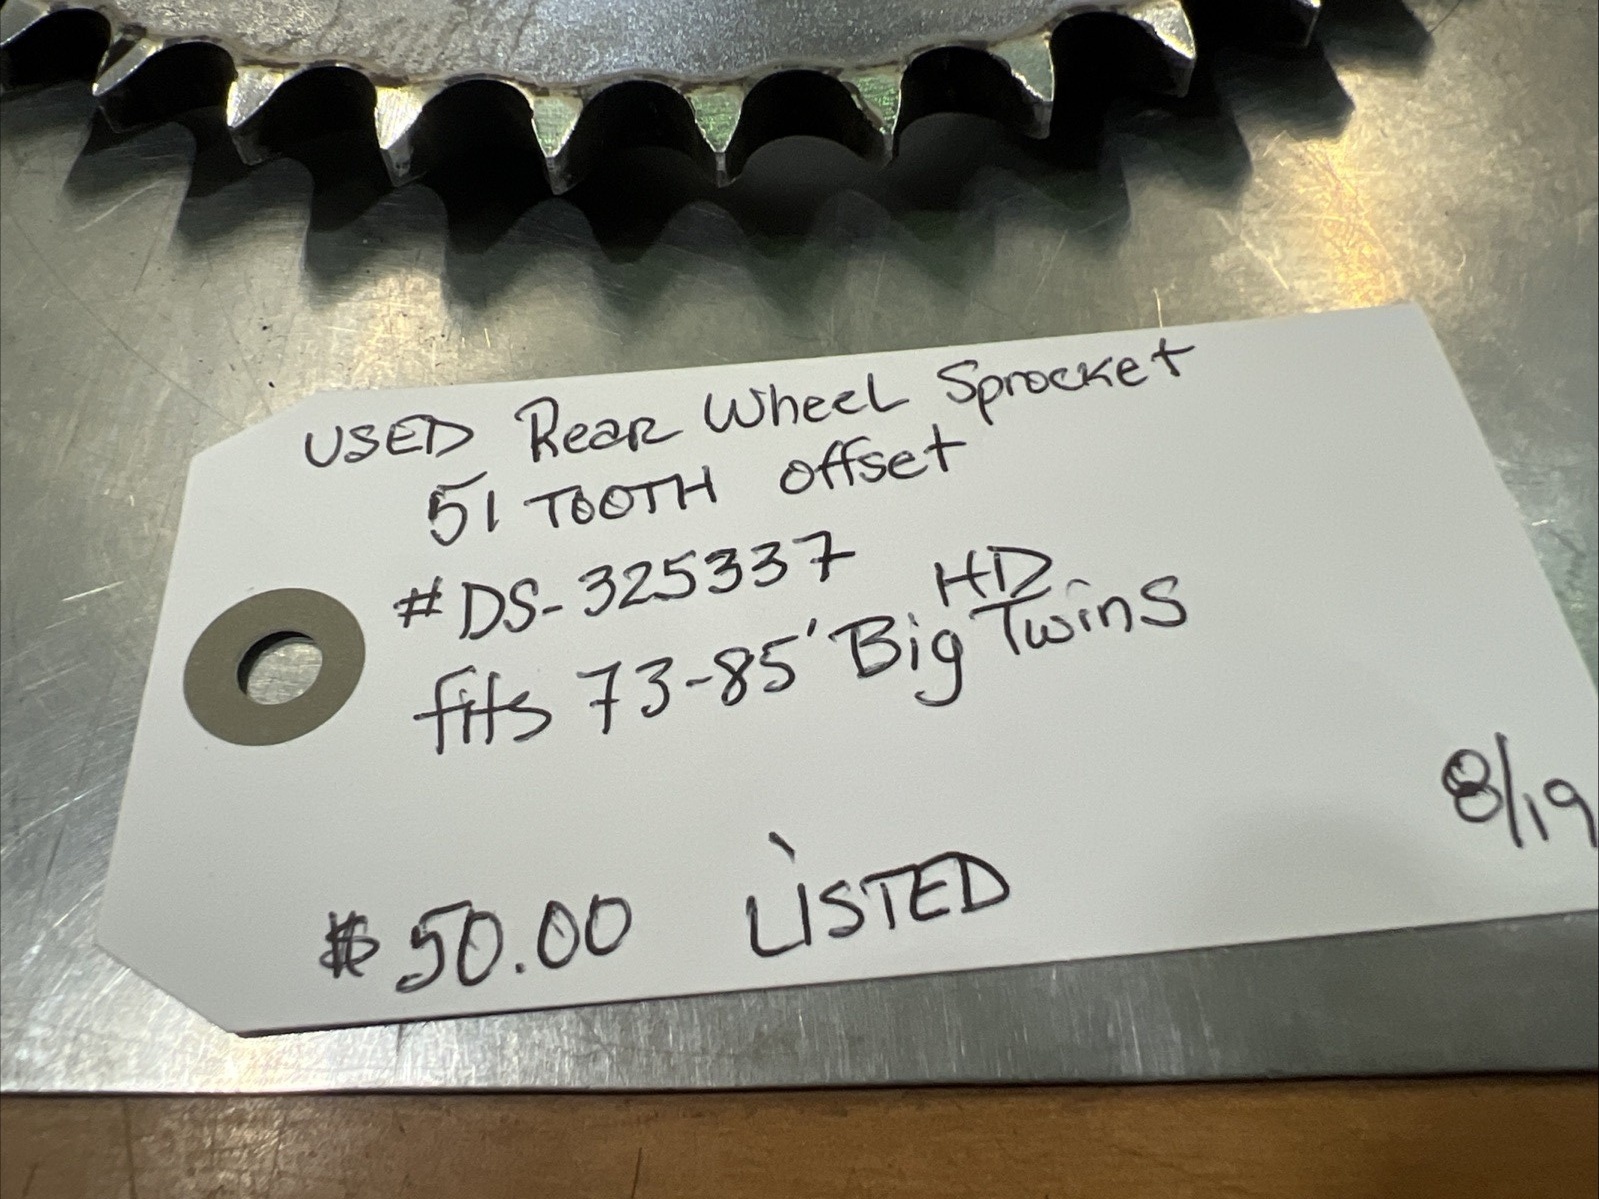 USED Rear Wheel Sprocket
51 TOOTH offset
#DS-325337
HD
fits 73-85' Big Twins
8/19
$50.00 LISTED